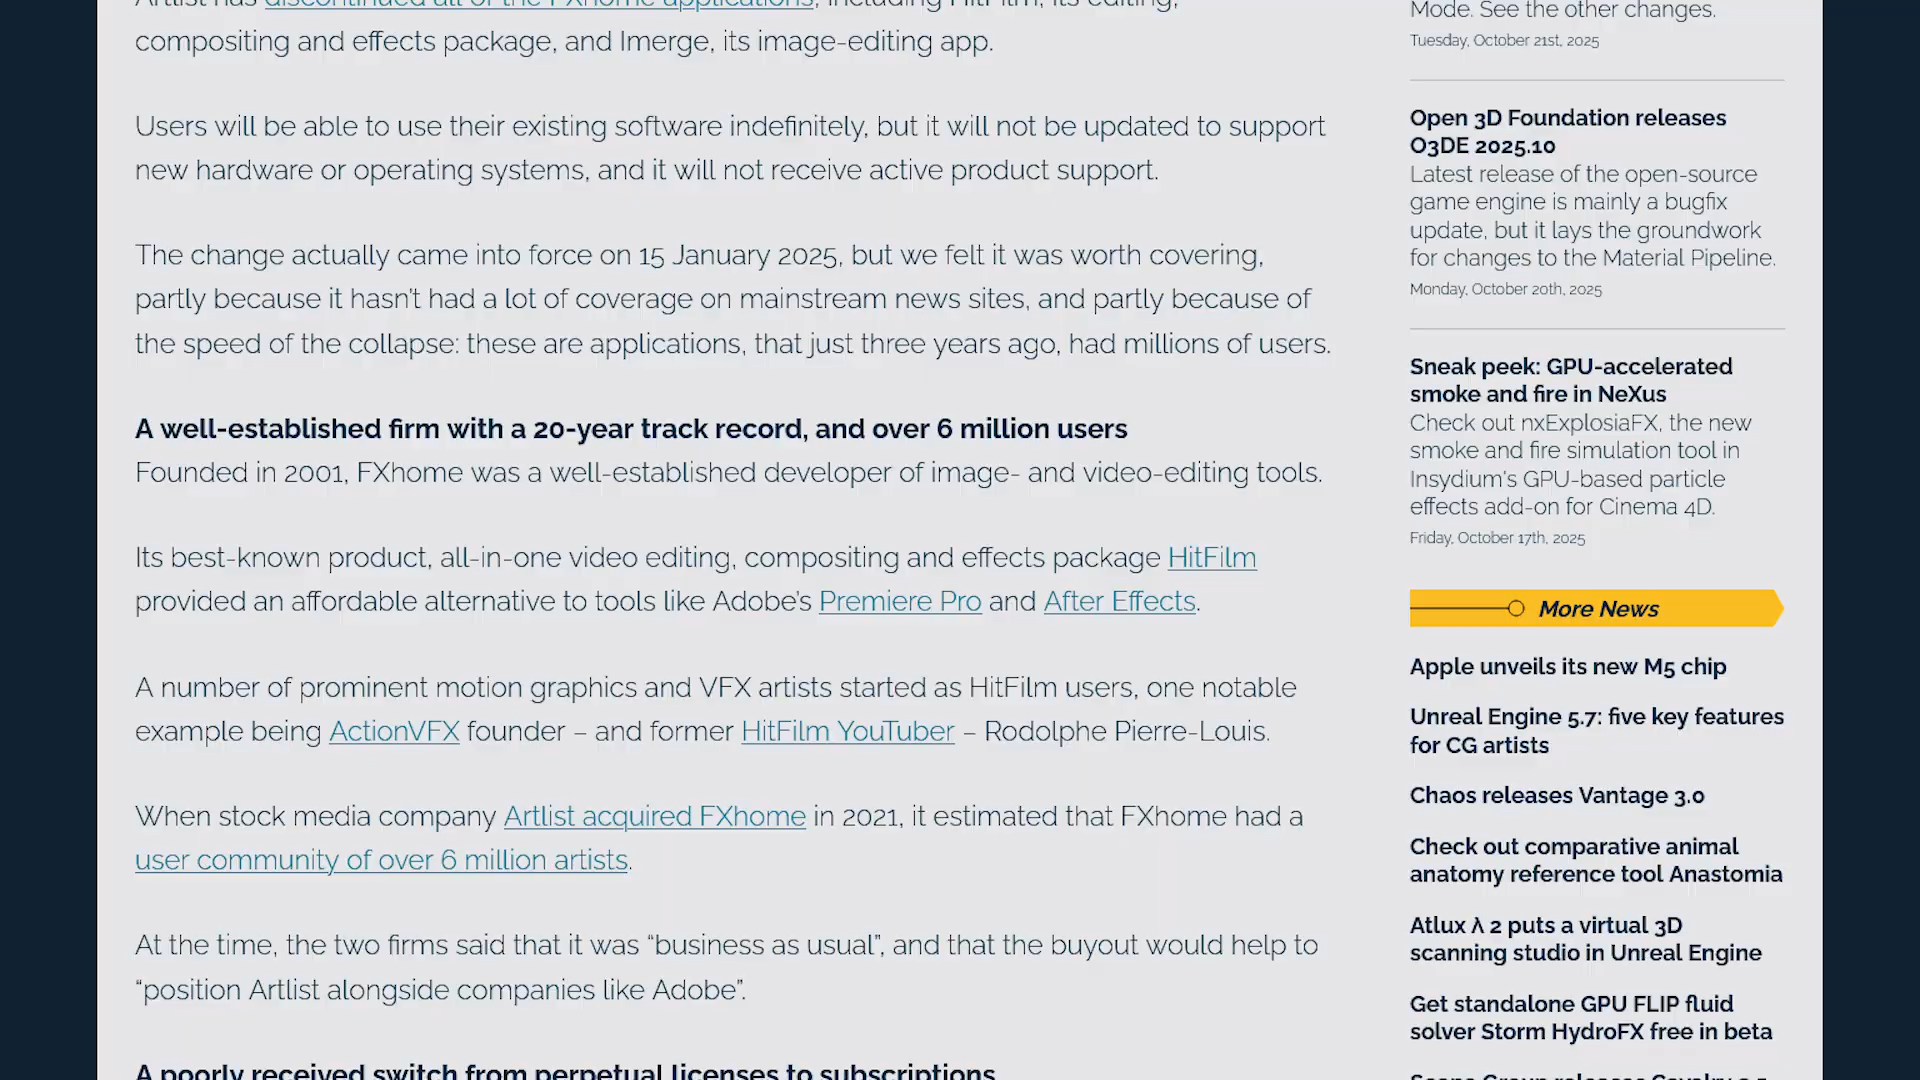 Artlist has discontinued all of the FXhome applications, including HitFilm, its editing,
compositing and effects package, and Imerge, its image-editing app.
Users will be able to use their existing software indefinitely, but it will not be updated to support
new hardware or operating systems, and it will not receive active product support.
The change actually came into force on 15 January 2025, but we felt it was worth covering,
partly because it hasn't had a lot of coverage on mainstream news sites, and partly because of
the speed of the collapse: these are applications, that just three years ago, had millions of users.
A well-established firm with a 20-year track record, and over 6 million users
Founded in 2001, FXhome was a well-established developer of image- and video-editing tools.
Its best-known product, all-in-one video editing, compositing and effects package HitFilm
provided an affordable alternative to tools like Adobe's Premiere Pro and After Effects.
A number of prominent motion graphics and VFX artists started as HitFilm users, one notable
example being ActionVFX founder – and former HitFilm YouTuber – Rodolphe Pierre-Louis.
When stock media company Artlist acquired FXhome in 2021, it estimated that FXhome had a
user community of over 6 million artists.
At the time, the two firms said that it was “business as usual”, and that the buyout would help to
“position Artlist alongside companies like Adobe”.
A poorly received switch from perpetual licenses to subscriptions
Mode. See the other changes.
Tuesday, October 21st, 2025
Open 3D Foundation releases
O3DE 2025.10
Latest release of the open-source
game engine is mainly a bugfix
update, but it lays the groundwork
for changes to the Material Pipeline.
Monday, October 20th, 2025
Sneak peek: GPU-accelerated
smoke and fire in NeXus
Check out nxExplosiaFX, the new
smoke and fire simulation tool in
Insydium's GPU-based particle
effects add-on for Cinema 4D.
Friday, October 17th, 2025
More News
Apple unveils its new M5 chip
Unreal Engine 5.7: five key features
for CG artists
Chaos releases Vantage 3.0
Check out comparative animal
anatomy reference tool Anastomia
Atlux λ 2 puts a virtual 3D
scanning studio in Unreal Engine
Get standalone GPU FLIP fluid
solver Storm HydroFX free in beta